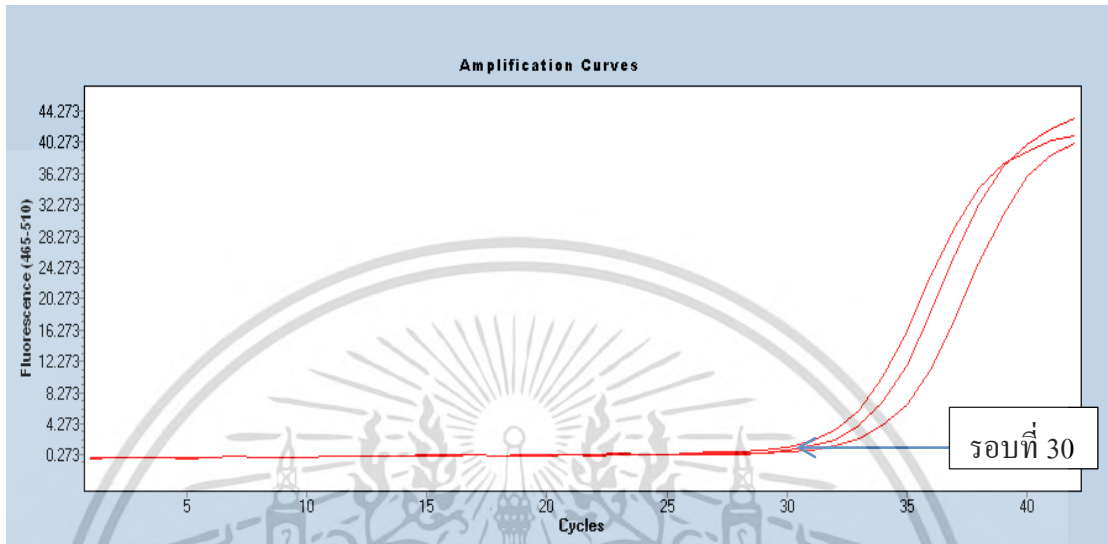 Amplification Curves
44.273
40.273
36.273
32.273
28.273
24.273
20.273
16.273
12.273
8.273
4.273
0.273
Fluorescence (465-510)
รอบที่ 30
5 10 15 20 25 30 35 40
Cycles